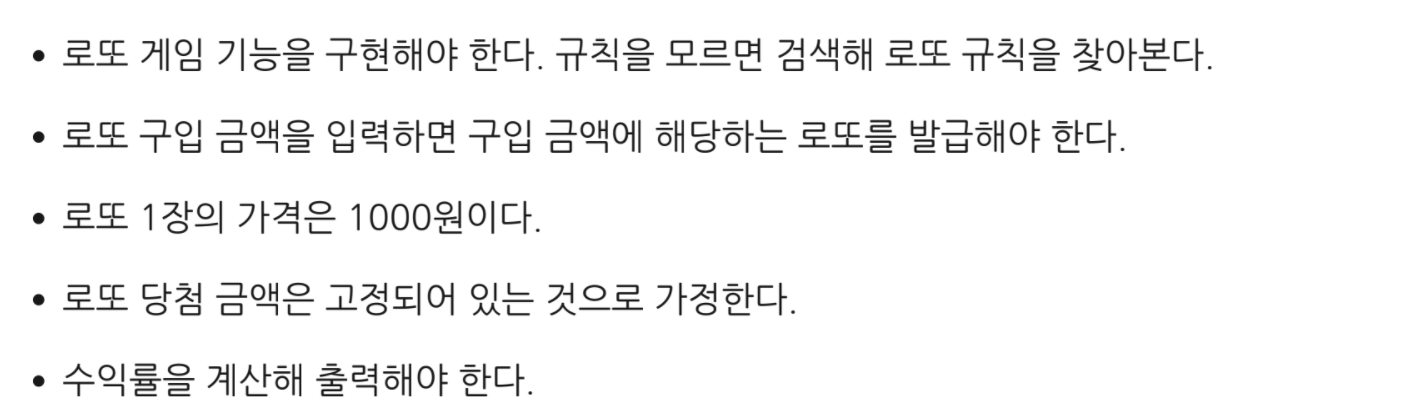 • 로또 게임 기능을 구현해야 한다. 규칙을 모르면 검색해 로또 규칙을 찾아본다.
• 로또 구입 금액을 입력하면 구입 금액에 해당하는 로또를 발급해야 한다.
• 로또 1장의 가격은 1000원이다.
• 로또 당첨 금액은 고정되어 있는 것으로 가정한다.
• 수익률을 계산해 출력해야 한다.